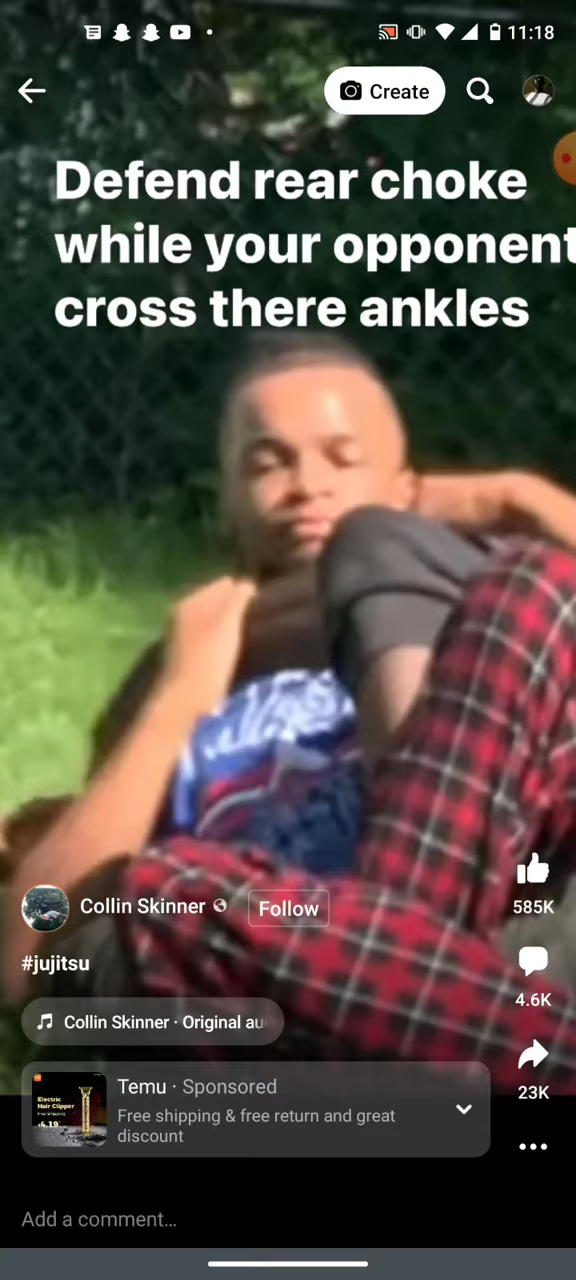 11:18
Create
Defend rear choke
while your opponent
cross there ankles
Collin Skinner
Follow
585K
#jujitsu
4.6K
Collin Skinner · Original au
Temu · Sponsored
23K
Electric
Hair Clipper
Free shipping & free return and great
discount
Add a comment...